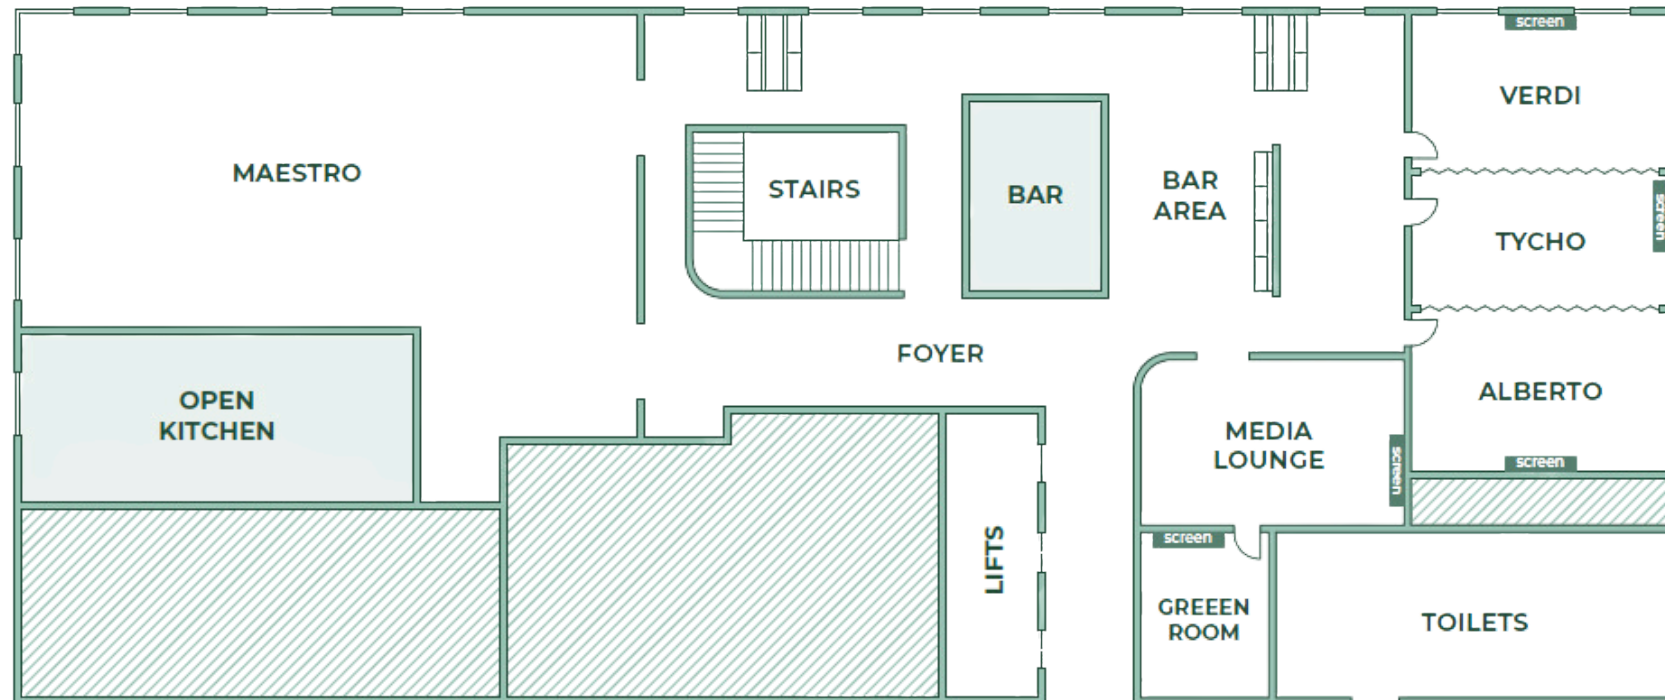 screen
VERDI
MAESTRO
STAIRS
BAR
BAR
AREA
screen
TYCHO
FOYER
OPEN
KITCHEN
ALBERTO
MEDIA
LOUNGE
screen
screen
LIFTS
screen
GREEEN
ROOM
TOILETS